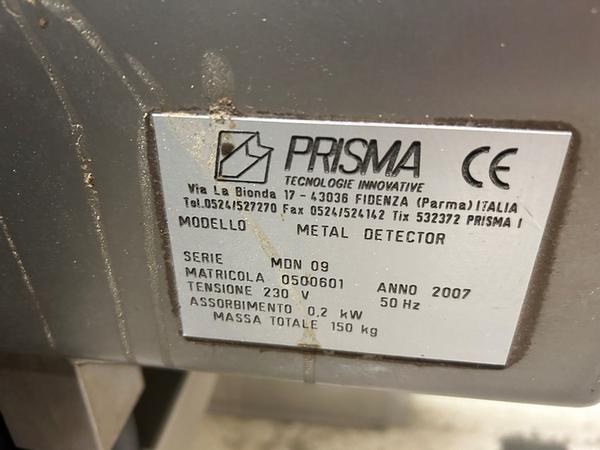 PRISMA CE
TECNOLOGIE INNOVATIVE
Via La Bionda 17 - 43036 FIDENZA (Parma) ITALIA
Tel.0524/527270 Fax 0524/524142 Tlx 532372 PRISMA I
MODELLO METAL DETECTOR
SERIE MDN 09
MATRICOLA 0500601 ANNO 2007
TENSIONE 230 V 50 Hz
ASSORBIMENTO 0,2 kW
MASSA TOTALE 150 kg